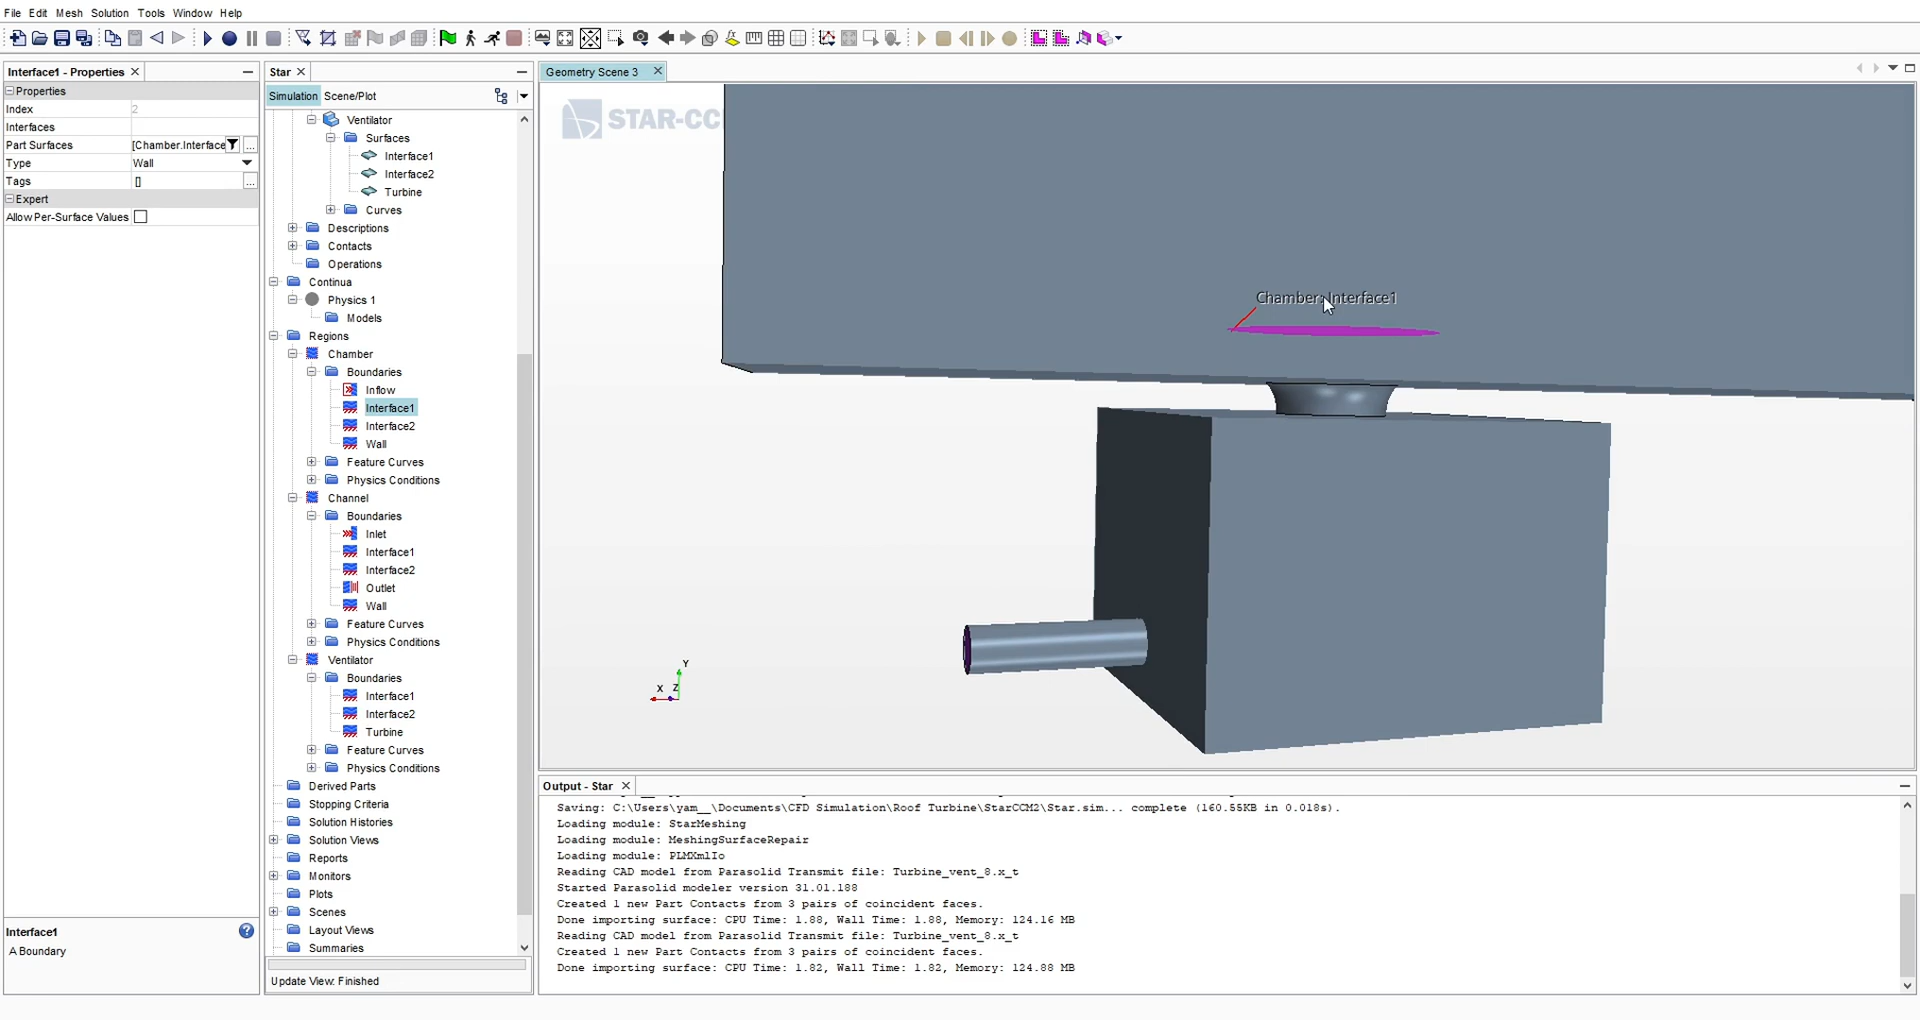 File Edit Mesh Solution Tools Window Help
Interface1 - Properties
Properties
Index 2
Interfaces
Part Surfaces [Chamber.Interface ...
Type Wall
Tags [] ...
Expert
Allow Per-Surface Values
Interface1
A Boundary
Star
Simulation Scene/Plot
Ventilator
Surfaces
Interface1
Interface2
Turbine
Curves
Descriptions
Contacts
Operations
Continua
Physics 1
Models
Regions
Chamber
Boundaries
Inflow
Interface1
Interface2
Wall
Feature Curves
Physics Conditions
Channel
Boundaries
Inlet
Interface1
Interface2
Outlet
Wall
Feature Curves
Physics Conditions
Ventilator
Boundaries
Interface1
Interface2
Turbine
Feature Curves
Physics Conditions
Derived Parts
Stopping Criteria
Solution Histories
Solution Views
Reports
Monitors
Plots
Scenes
Layout Views
Summaries
Update View: Finished
Geometry Scene 3
STAR-CC
Chamber: Interface1
Y
X Z
Output - Star
Saving: C:\Users\yam__\Documents\CFD Simulation\Roof Turbine\StarCCM2\Star.sim... complete (160.55KB in 0.018s).
Loading module: StarMeshing
Loading module: MeshingSurfaceRepair
Loading module: PLMXmlIo
Reading CAD model from Parasolid Transmit file: Turbine_vent_8.x_t
Started Parasolid modeler version 31.01.188
Created 1 new Part Contacts from 3 pairs of coincident faces.
Done importing surface: CPU Time: 1.88, Wall Time: 1.88, Memory: 124.16 MB
Reading CAD model from Parasolid Transmit file: Turbine_vent_8.x_t
Created 1 new Part Contacts from 3 pairs of coincident faces.
Done importing surface: CPU Time: 1.82, Wall Time: 1.82, Memory: 124.88 MB